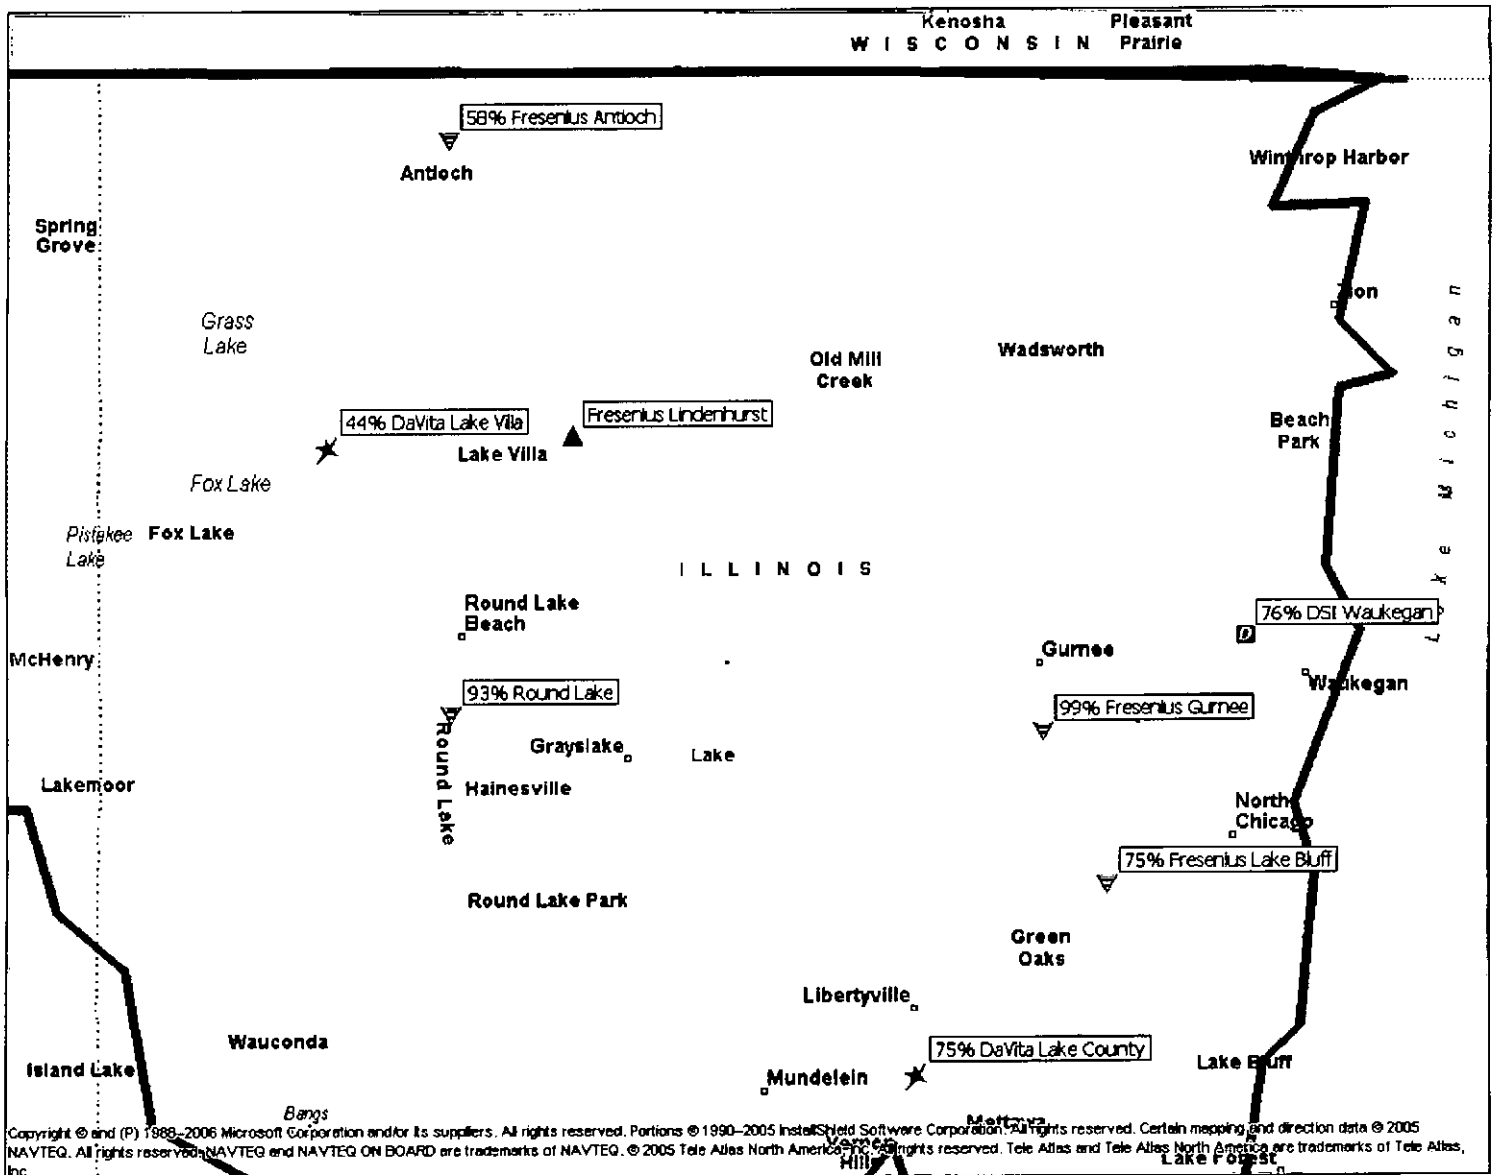 Kenosha
Pleasant
Prairie
W I S C O N S I N
58% Fresenius Antioch
Antioch
Winthrop Harbor
Spring
Grove
Zion
Grass
Lake
Wadsworth
Old Mill
Creek
Lake Michigan
44% DaVita Lake Villa
Fresenius Lindenhurst
Lake Villa
Beach
Park
Fox Lake
Pistakee
Lake
Fox Lake
I L L I N O I S
Round Lake
Beach
76% DSI Waukegan
D
Gurnee
McHenry
Waukegan
93% Round Lake
99% Fresenius Gurnee
Round Lake
Grayslake
Lake
Lakemoor
Hainesville
North
Chicago
75% Fresenius Lake Bluff
Round Lake Park
Green
Oaks
Libertyville
Wauconda
75% DaVita Lake County
Island Lake
Mundelein
Lake Bluff
Bangs
Mettawa
Copyright © and (P) 1988–2006 Microsoft Corporation and/or its suppliers. All rights reserved. Portions © 1990–2005 InstallShield Software Corporation. All rights reserved. Certain mapping and direction data © 2005
NAVTEQ. All rights reserved. NAVTEQ and NAVTEQ ON BOARD are trademarks of NAVTEQ. © 2005 Tele Atlas North America, Inc. All rights reserved. Tele Atlas and Tele Atlas North America are trademarks of Tele Atlas,
Inc.
Vernon
Hills
Lake Forest